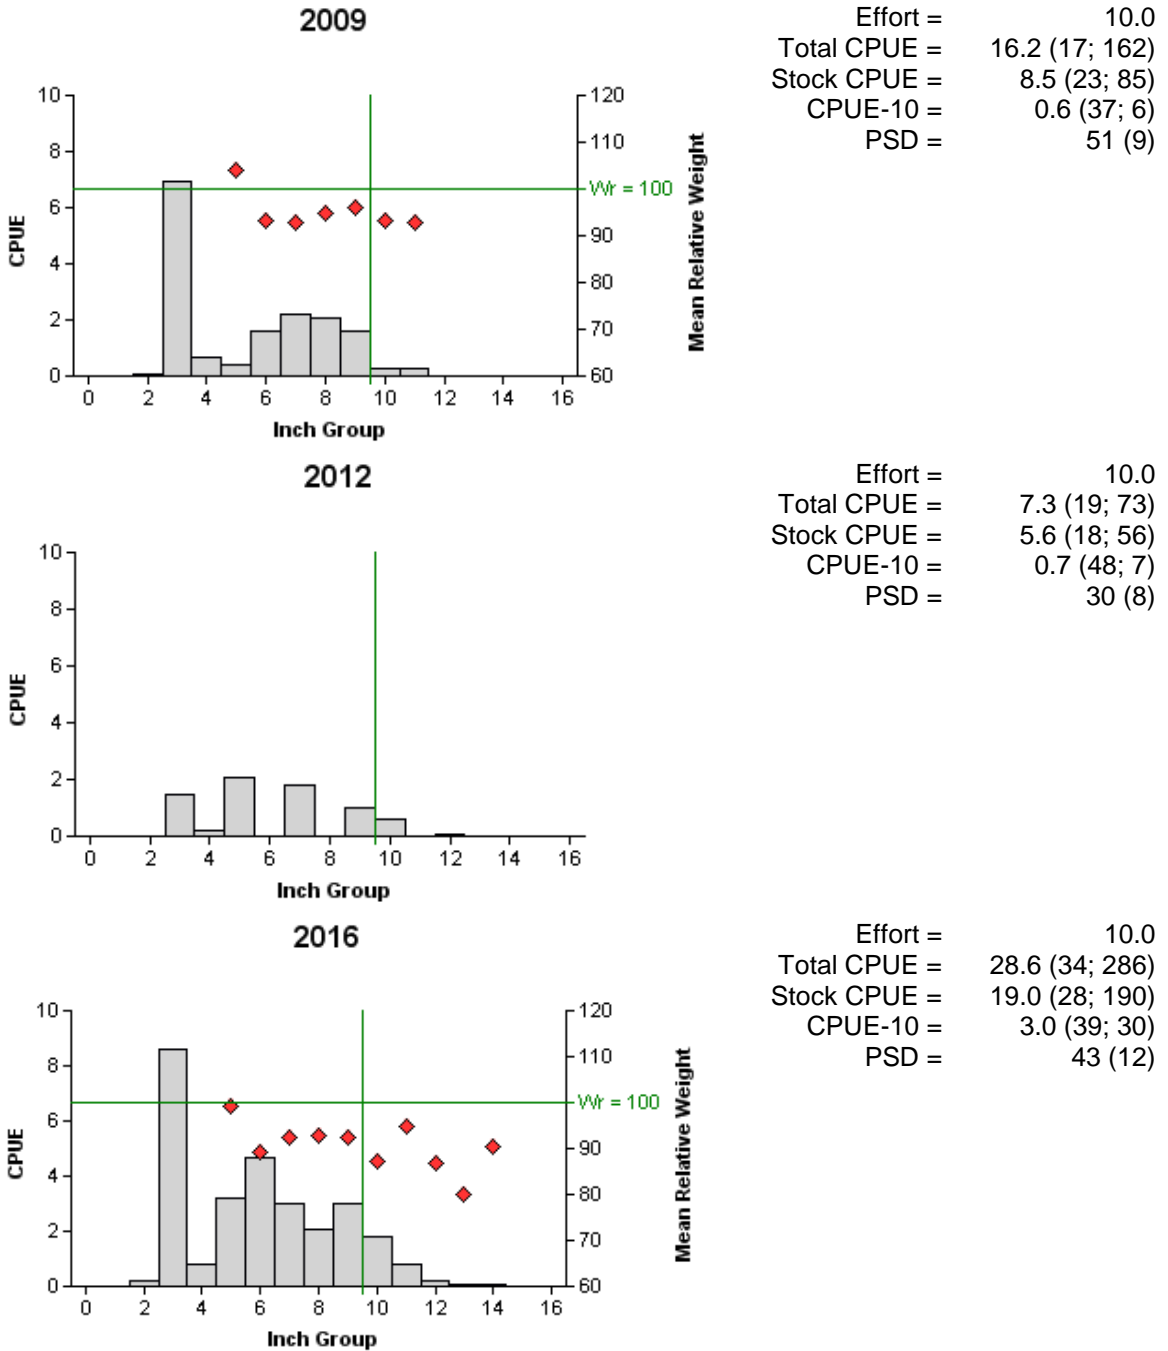 2009
Effort = 10.0
Total CPUE = 16.2 (17; 162)
Stock CPUE = 8.5 (23; 85)
CPUE-10 = 0.6 (37; 6)
PSD = 51 (9)
10
8
6
4
2
0
CPUE
120
110
Wr = 100
90
80
70
60
Mean Relative Weight
0 2 4 6 8 10 12 14 16
Inch Group
2012
Effort = 10.0
Total CPUE = 7.3 (19; 73)
Stock CPUE = 5.6 (18; 56)
CPUE-10 = 0.7 (48; 7)
PSD = 30 (8)
10
8
6
4
2
0
CPUE
0 2 4 6 8 10 12 14 16
Inch Group
2016
Effort = 10.0
Total CPUE = 28.6 (34; 286)
Stock CPUE = 19.0 (28; 190)
CPUE-10 = 3.0 (39; 30)
PSD = 43 (12)
10
8
6
4
2
0
CPUE
120
110
Wr = 100
90
80
70
60
Mean Relative Weight
0 2 4 6 8 10 12 14 16
Inch Group